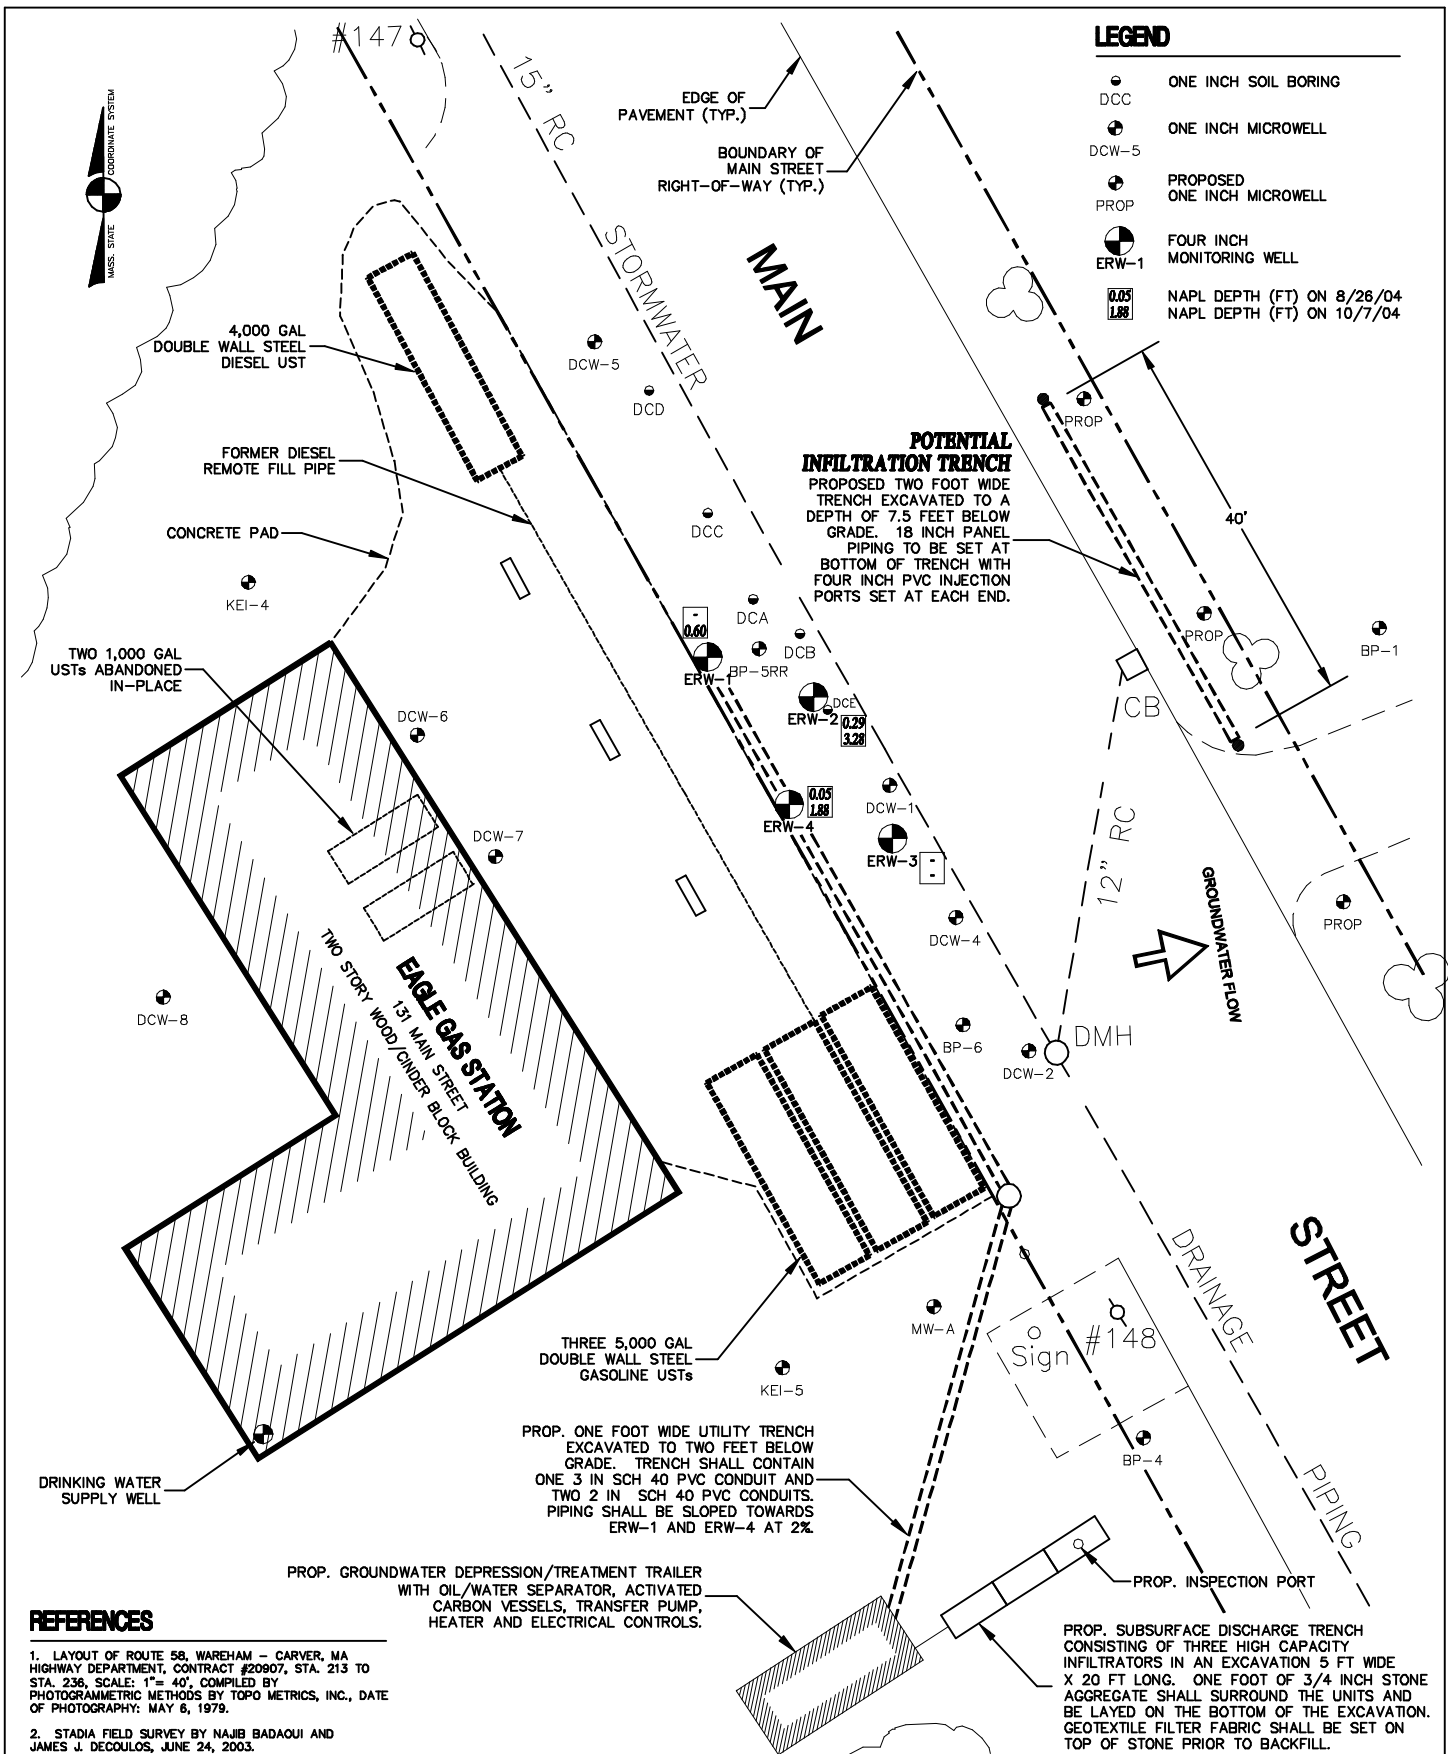 #147
15" RC
EDGE OF
PAVEMENT (TYP.)
BOUNDARY OF
MAIN STREET
RIGHT-OF-WAY (TYP.)
LEGEND
DCC
ONE INCH SOIL BORING
DCW-5
ONE INCH MICROWELL
PROP
PROPOSED
ONE INCH MICROWELL
ERW-1
FOUR INCH
MONITORING WELL
0.05
1.88
NAPL DEPTH (FT) ON 8/26/04
NAPL DEPTH (FT) ON 10/7/04
MASS. STATE COORDINATE SYSTEM
STORMWATER
MAIN
4,000 GAL
DOUBLE WALL STEEL
DIESEL UST
DCW-5
DCD
PROP
40'
FORMER DIESEL
REMOTE FILL PIPE
POTENTIAL
INFILTRATION TRENCH
PROPOSED TWO FOOT WIDE
TRENCH EXCAVATED TO A
DEPTH OF 7.5 FEET BELOW
GRADE. 18 INCH PANEL
PIPING TO BE SET AT
BOTTOM OF TRENCH WITH
FOUR INCH PVC INJECTION
PORTS SET AT EACH END.
CONCRETE PAD
DCC
KEI-4
DCA
DCB
-
0.60
ERW-1
BP-5RR
PROP
BP-1
TWO 1,000 GAL
USTs ABANDONED
IN-PLACE
DCW-6
ERW-2
DCE
0.29
3.28
CB
0.05
1.88
ERW-4
DCW-1
ERW-3
-
-
DCW-7
12" RC
GROUNDWATER FLOW
PROP
DCW-4
DCW-8
EAGLE GAS STATION
131 MAIN STREET
TWO STORY WOOD/CINDER BLOCK BUILDING
BP-6
DCW-2
DMH
DRAINAGE
STREET
MW-A
Sign
#148
THREE 5,000 GAL
DOUBLE WALL STEEL
GASOLINE USTs
KEI-5
BP-4
PIPING
DRINKING WATER
SUPPLY WELL
PROP. ONE FOOT WIDE UTILITY TRENCH
EXCAVATED TO TWO FEET BELOW
GRADE. TRENCH SHALL CONTAIN
ONE 3 IN SCH 40 PVC CONDUIT AND
TWO 2 IN SCH 40 PVC CONDUITS.
PIPING SHALL BE SLOPED TOWARDS
ERW-1 AND ERW-4 AT 2%.
PROP. GROUNDWATER DEPRESSION/TREATMENT TRAILER
WITH OIL/WATER SEPARATOR, ACTIVATED
CARBON VESSELS, TRANSFER PUMP,
HEATER AND ELECTRICAL CONTROLS.
PROP. INSPECTION PORT
PROP. SUBSURFACE DISCHARGE TRENCH
CONSISTING OF THREE HIGH CAPACITY
INFILTRATORS IN AN EXCAVATION 5 FT WIDE
X 20 FT LONG. ONE FOOT OF 3/4 INCH STONE
AGGREGATE SHALL SURROUND THE UNITS AND
BE LAYED ON THE BOTTOM OF THE EXCAVATION.
GEOTEXTILE FILTER FABRIC SHALL BE SET ON
TOP OF STONE PRIOR TO BACKFILL.
REFERENCES
1. LAYOUT OF ROUTE 58, WAREHAM - CARVER, MA
HIGHWAY DEPARTMENT, CONTRACT #20907, STA. 213 TO
STA. 236, SCALE: 1"= 40', COMPILED BY
PHOTOGRAMMETRIC METHODS BY TOPO METRICS, INC., DATE
OF PHOTOGRAPHY: MAY 6, 1979.
2. STADIA FIELD SURVEY BY NAJIB BADAOUI AND
JAMES J. DECOULOS, JUNE 24, 2003.